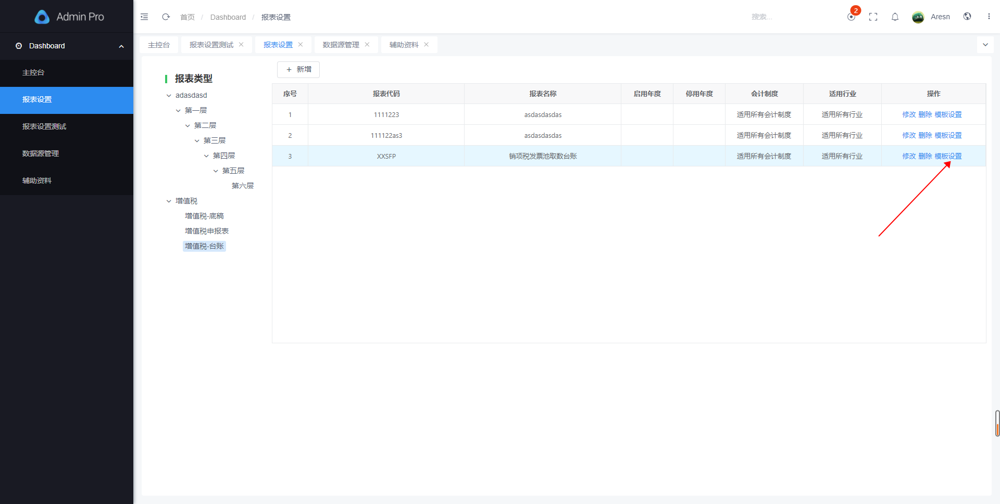 Admin Pro
首页 / Dashboard / 报表设置
搜索...
2
Aresn
Dashboard
主控台
报表设置
报表设置测试
数据源管理
辅助资料
主控台 报表设置测试 报表设置 数据源管理 辅助资料
报表类型
adasdasd
第一层
第二层
第三层
第四层
第五层
第六层
增值税
增值税-底稿
增值税申报表
增值税-台账
新增
序号 报表代码 报表名称 启用年度 停用年度 会计制度 适用行业 操作
1 1111223 asdasdasdas 适用所有会计制度 适用所有行业 修改 删除 模板设置
2 111122as3 asdasdasdas 适用所有会计制度 适用所有行业 修改 删除 模板设置
3 XXSFP 销项税发票池取数台账 适用所有会计制度 适用所有行业 修改 删除 模板设置